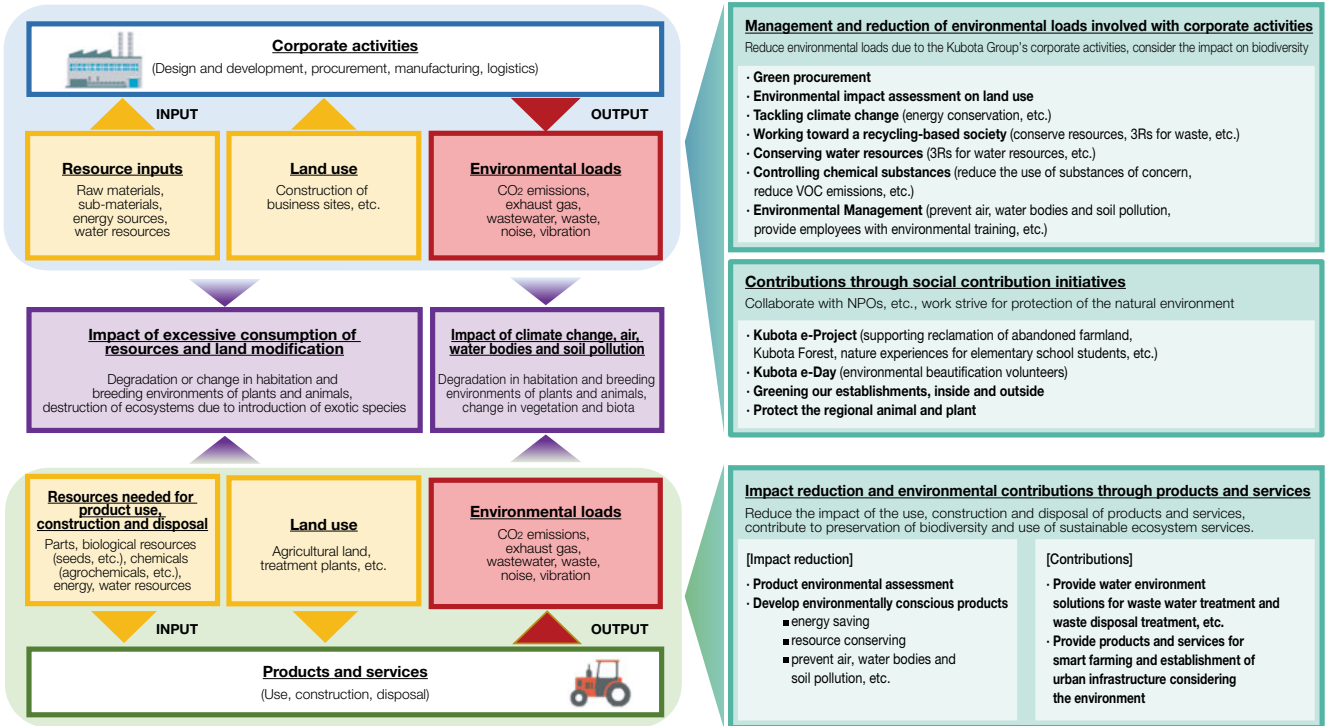 Corporate activities
(Design and development, procurement, manufacturing, logistics)
INPUT
OUTPUT
Resource inputs
Raw materials,
sub-materials,
energy sources,
water resources
Land use
Construction of
business sites, etc.
Environmental loads
CO2 emissions,
exhaust gas,
wastewater, waste,
noise, vibration
Impact of excessive consumption of
resources and land modification
Degradation or change in habitation and
breeding environments of plants and animals,
destruction of ecosystems due to introduction of exotic species
Impact of climate change, air,
water bodies and soil pollution
Degradation in habitation and breeding
environments of plants and animals,
change in vegetation and biota
Resources needed for
product use,
construction and disposal
Parts, biological resources
(seeds, etc.), chemicals
(agrochemicals, etc.),
energy, water resources
Land use
Agricultural land,
treatment plants, etc.
Environmental loads
CO2 emissions,
exhaust gas,
wastewater, waste,
noise, vibration
INPUT
OUTPUT
Products and services
(Use, construction, disposal)
Management and reduction of environmental loads involved with corporate activities
Reduce environmental loads due to the Kubota Group's corporate activities, consider the impact on biodiversity
· Green procurement
· Environmental impact assessment on land use
· Tackling climate change (energy conservation, etc.)
· Working toward a recycling-based society (conserve resources, 3Rs for waste, etc.)
· Conserving water resources (3Rs for water resources, etc.)
· Controlling chemical substances (reduce the use of substances of concern,
reduce VOC emissions, etc.)
· Environmental Management (prevent air, water bodies and soil pollution,
provide employees with environmental training, etc.)
Contributions through social contribution initiatives
Collaborate with NPOs, etc., work strive for protection of the natural environment
· Kubota e-Project (supporting reclamation of abandoned farmland,
Kubota Forest, nature experiences for elementary school students, etc.)
· Kubota e-Day (environmental beautification volunteers)
· Greening our establishments, inside and outside
· Protect the regional animal and plant
Impact reduction and environmental contributions through products and services
Reduce the impact of the use, construction and disposal of products and services,
contribute to preservation of biodiversity and use of sustainable ecosystem services.
[Impact reduction]
· Product environmental assessment
· Develop environmentally conscious products
■ energy saving
■ resource conserving
■ prevent air, water bodies and
soil pollution, etc.
[Contributions]
· Provide water environment
solutions for waste water treatment and
waste disposal treatment, etc.
· Provide products and services for
smart farming and establishment of
urban infrastructure considering
the environment